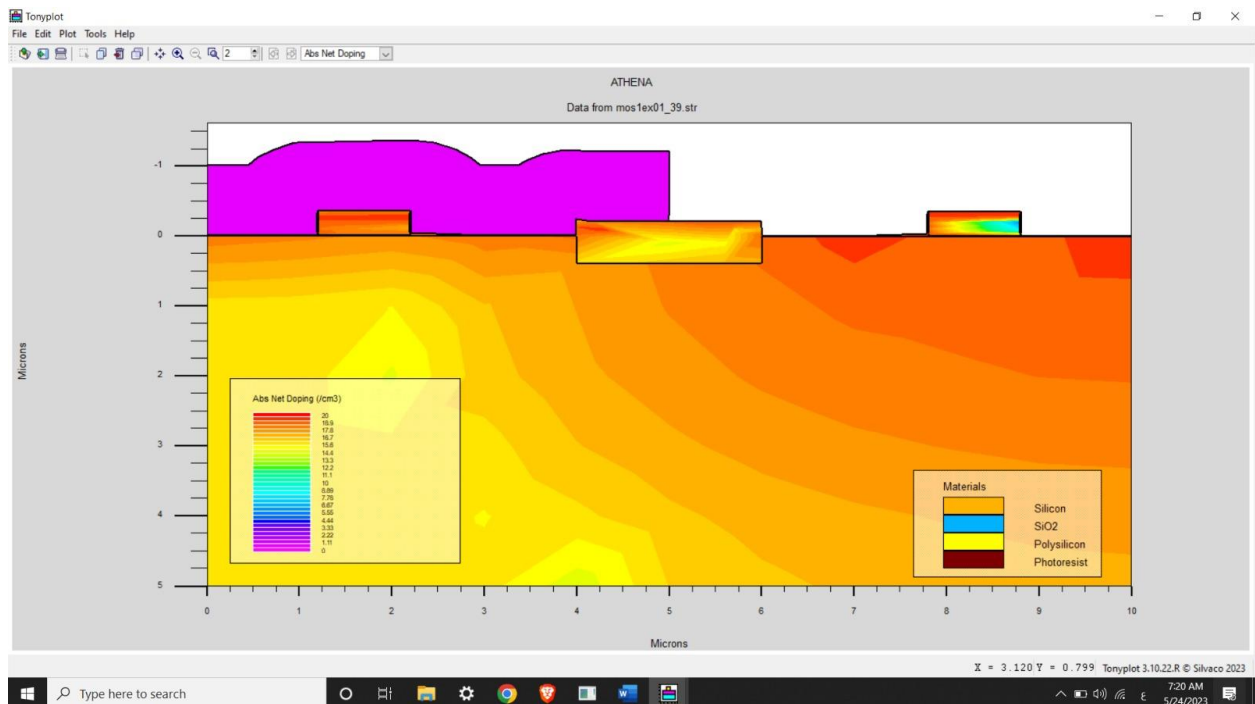 Tonyplot
File Edit Plot Tools Help
2 Abs Net Doping
ATHENA
Data from mos1ex01_39.str
Microns
-1
0
1
2
3
4
5
Abs Net Doping (/cm3)
20
18.9
17.8
16.7
15.6
14.4
13.3
12.2
11.1
10
8.89
7.78
6.67
5.55
4.44
3.33
2.22
1.11
0
Materials
Silicon
SiO2
Polysilicon
Photoresist
0 1 2 3 4 5 6 7 8 9 10
Microns
X = 3.120 Y = 0.799 Tonyplot 3.10.22.R © Silvaco 2023
Type here to search
ع
7:20 AM
5/24/2023